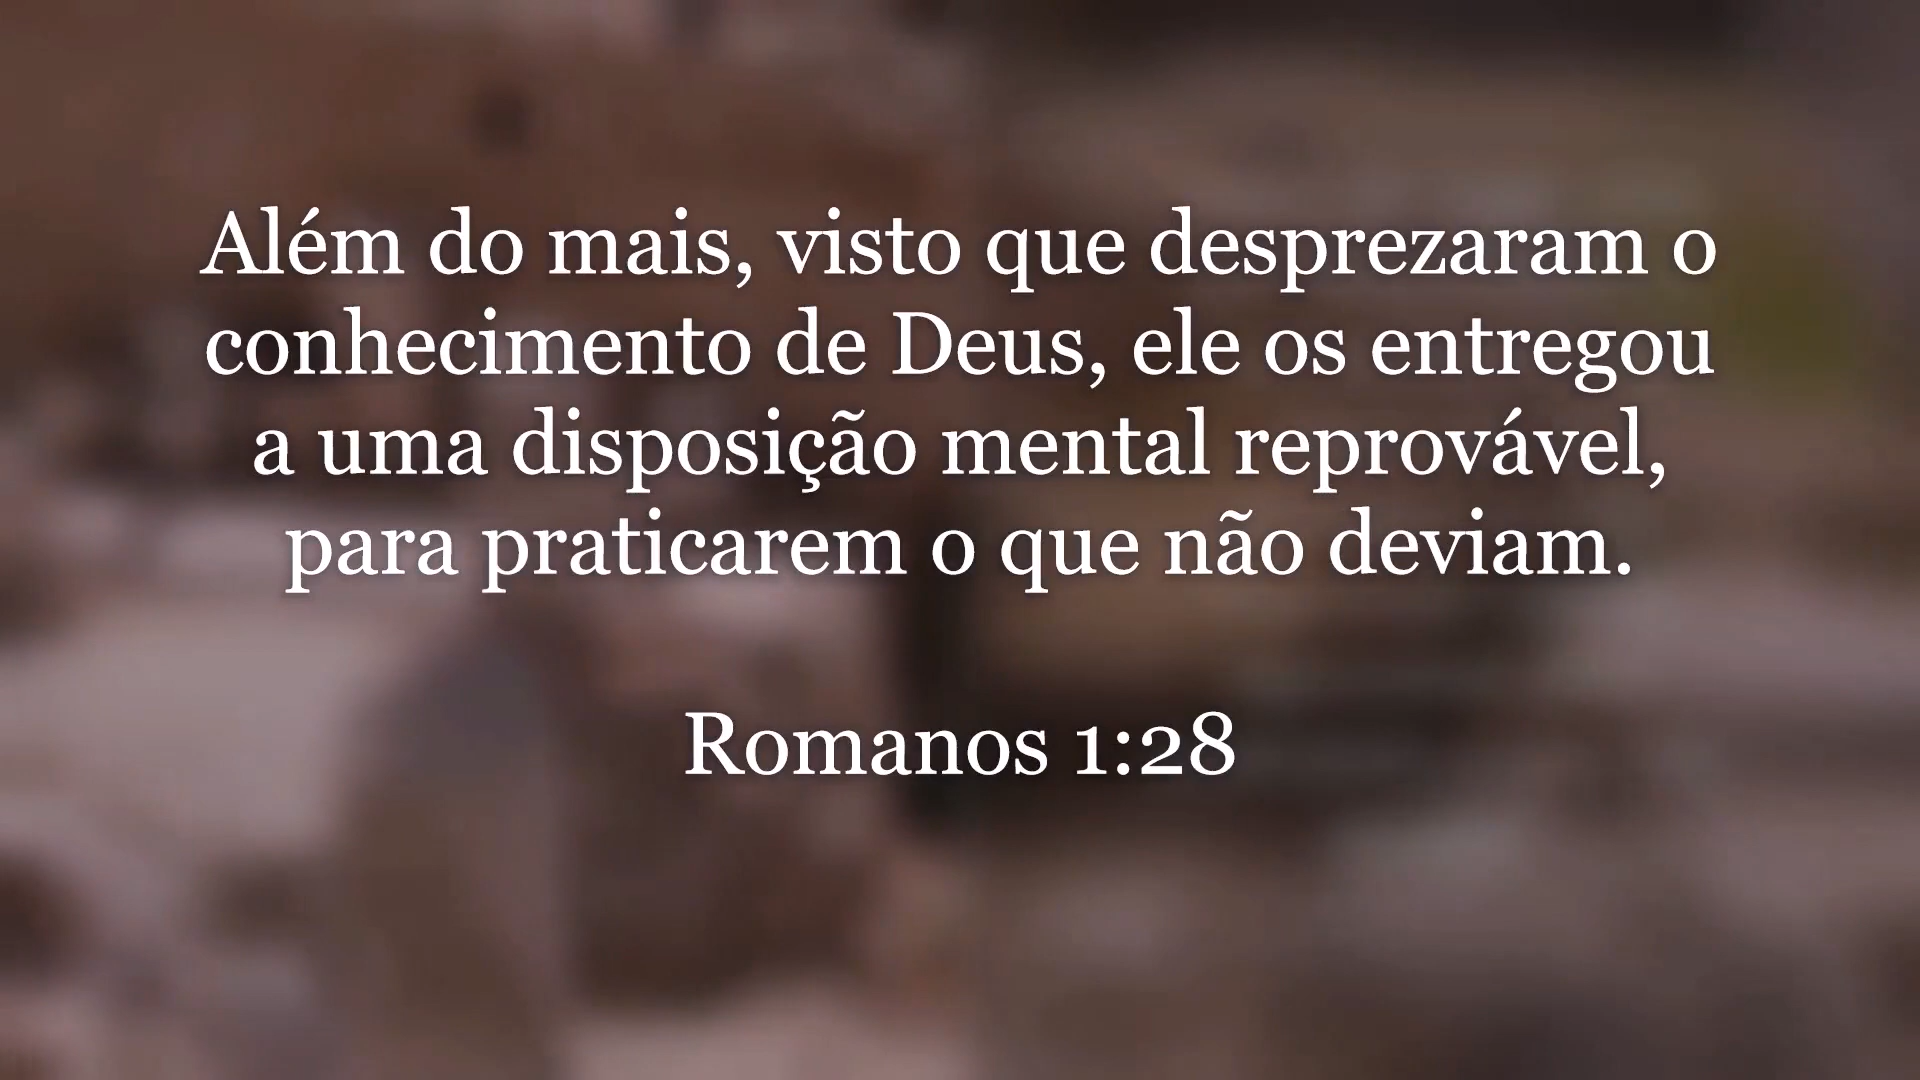 Além do mais, visto que desprezaram o
conhecimento de Deus, ele os entregou
a uma disposição mental reprovável,
para praticarem o que não deviam.
Romanos 1:28